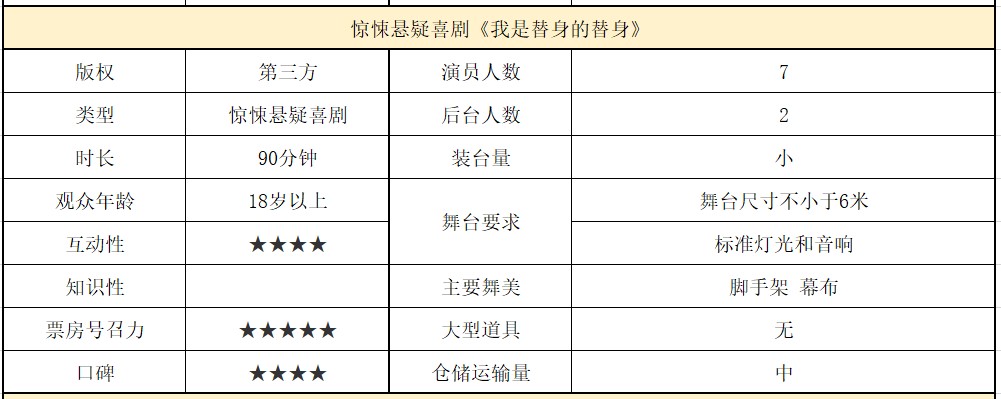 惊悚悬疑喜剧《我是替身的替身》
版权 第三方 演员人数 7
类型 惊悚悬疑喜剧 后台人数 2
时长 90分钟 装台量 小
观众年龄 18岁以上 舞台要求 舞台尺寸不小于6米
互动性 ★★★★ 标准灯光和音响
知识性 主要舞美 脚手架 幕布
票房号召力 ★★★★★ 大型道具 无
口碑 ★★★★ 仓储运输量 中